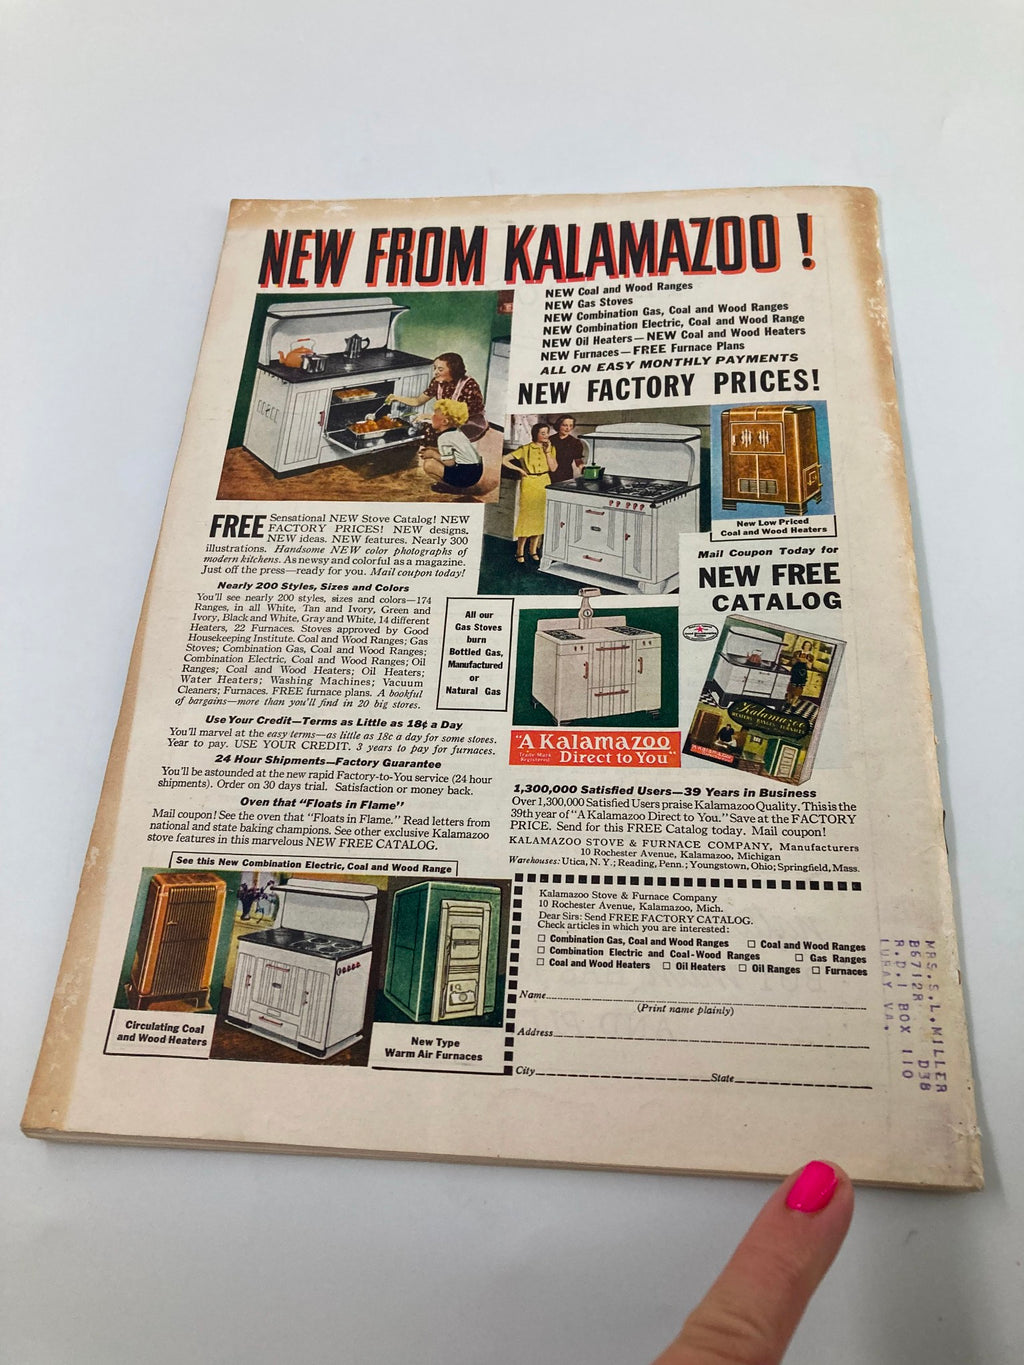 NEW FROM KALAMAZOO!
NEW Coal and Wood Ranges
NEW Gas Stoves
NEW Combination Gas, Coal and Wood Ranges
NEW Combination Electric, Coal and Wood Range
NEW Oil Heaters—NEW Coal and Wood Heaters
NEW Furnaces—FREE Furnace Plans
ALL ON EASY MONTHLY PAYMENTS
NEW FACTORY PRICES!
New Low Priced
Coal and Wood Heaters
FREE Sensational NEW Stove Catalog! NEW
FACTORY PRICES! NEW designs.
NEW ideas. NEW features. Nearly 300
illustrations. Handsome NEW color photographs of
modern kitchens. As newsy and colorful as a magazine.
Just off the press—ready for you. Mail coupon today!
Nearly 200 Styles, Sizes and Colors
You'll see nearly 200 styles, sizes and colors—174
Ranges, in all White, Tan and Ivory, Green and
Ivory, Black and White, Gray and White, 14 different
Heaters, 22 Furnaces. Stoves approved by Good
Housekeeping Institute. Coal and Wood Ranges; Gas
Stoves; Combination Gas, Coal and Wood Ranges;
Combination Electric, Coal and Wood Ranges; Oil
Ranges; Coal and Wood Heaters; Oil Heaters;
Water Heaters; Washing Machines; Vacuum
Cleaners; Furnaces. FREE furnace plans. A bookful
of bargains—more than you'll find in 20 big stores.
All our
Gas Stoves
burn
Bottled Gas,
Manufactured
or
Natural Gas
Use Your Credit—Terms as Little as 18¢ a Day
You'll marvel at the easy terms—as little as 18c a day for some stoves.
Year to pay. USE YOUR CREDIT. 3 years to pay for furnaces.
24 Hour Shipments—Factory Guarantee
You'll be astounded at the new rapid Factory-to-You service (24 hour
shipments). Order on 30 days trial. Satisfaction or money back.
Oven that "Floats in Flame"
Mail coupon! See the oven that "Floats in Flame." Read letters from
national and state baking champions. See other exclusive Kalamazoo
stove features in this marvelous NEW FREE CATALOG.
See this New Combination Electric, Coal and Wood Range
Circulating Coal
and Wood Heaters
New Type
Warm Air Furnaces
Mail Coupon Today for
NEW FREE
CATALOG
Kalamazoo
"A Kalamazoo
Trade Mark
Registered
Direct to You"
1,300,000 Satisfied Users—39 Years in Business
Over 1,300,000 Satisfied Users praise Kalamazoo Quality. This is the
39th year of "A Kalamazoo Direct to You." Save at the FACTORY
PRICE. Send for this FREE Catalog today. Mail coupon!
KALAMAZOO STOVE & FURNACE COMPANY, Manufacturers
10 Rochester Avenue, Kalamazoo, Michigan
Warehouses: Utica, N. Y.; Reading, Penn.; Youngstown, Ohio; Springfield, Mass.
Kalamazoo Stove & Furnace Company
10 Rochester Avenue, Kalamazoo, Mich.
Dear Sirs: Send FREE FACTORY CATALOG.
Check articles in which you are interested:
Combination Gas, Coal and Wood Ranges Coal and Wood Ranges
Combination Electric and Coal-Wood Ranges Gas Ranges
Coal and Wood Heaters Oil Heaters Oil Ranges Furnaces
Name
(Print name plainly)
Address
City State
MRS. S. L. MILLER
B6712R D38
R.D.1 BOX 110
LURAY VA.